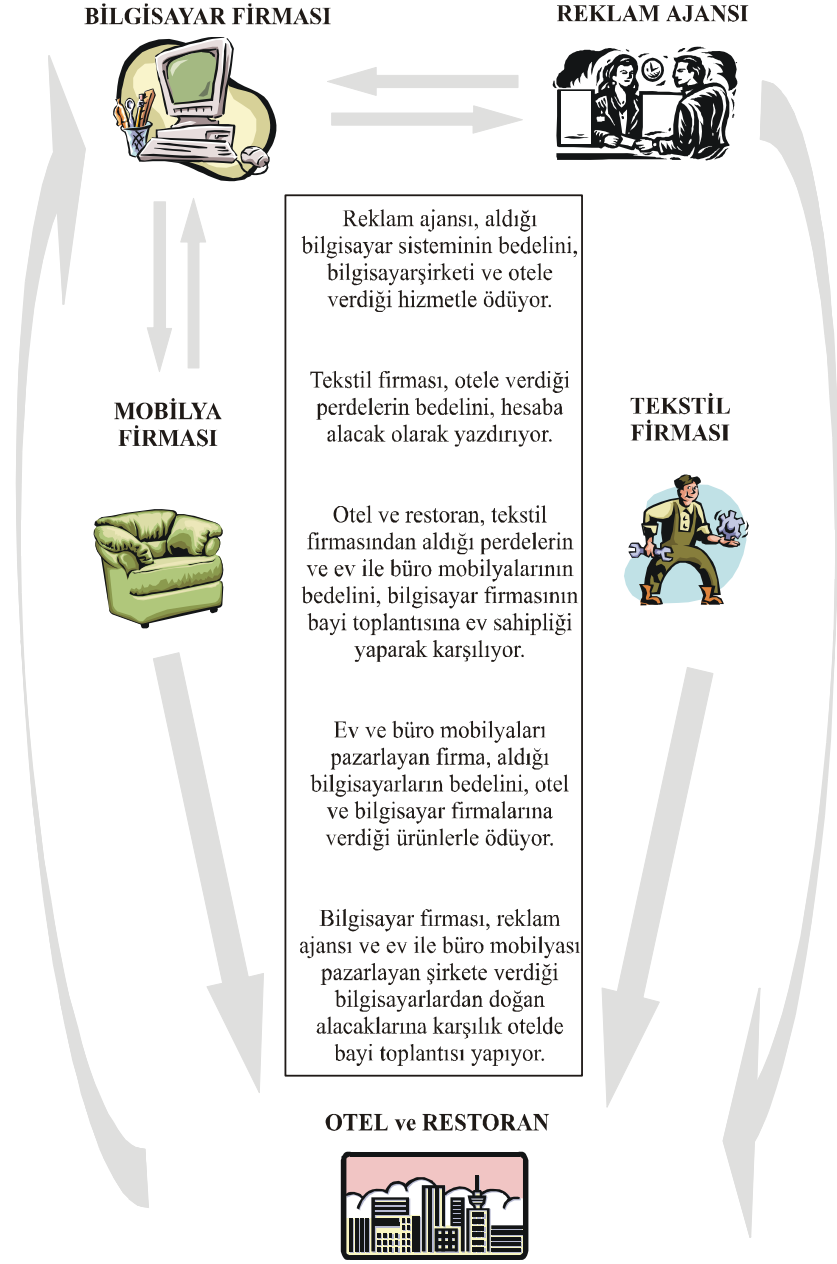 BİLGİSAYAR FİRMASI
REKLAM AJANSI
Reklam ajansı, aldığı
bilgisayar sisteminin bedelini,
bilgisayarşirketi ve otele
verdiği hizmetle ödüyor.
Tekstil firması, otele verdiği
perdelerin bedelini, hesaba
alacak olarak yazdırıyor.
MOBİLYA
FİRMASI
TEKSTİL
FİRMASI
Otel ve restoran, tekstil
firmasından aldığı perdelerin
ve ev ile büro mobilyalarının
bedelini, bilgisayar firmasının
bayi toplantısına ev sahipliği
yaparak karşılıyor.
Ev ve büro mobilyaları
pazarlayan firma, aldığı
bilgisayarların bedelini, otel
ve bilgisayar firmalarına
verdiği ürünlerle ödüyor.
Bilgisayar firması, reklam
ajansı ve ev ile büro mobilyası
pazarlayan şirkete verdiği
bilgisayarlardan doğan
alacaklarına karşılık otelde
bayi toplantısı yapıyor.
OTEL ve RESTORAN